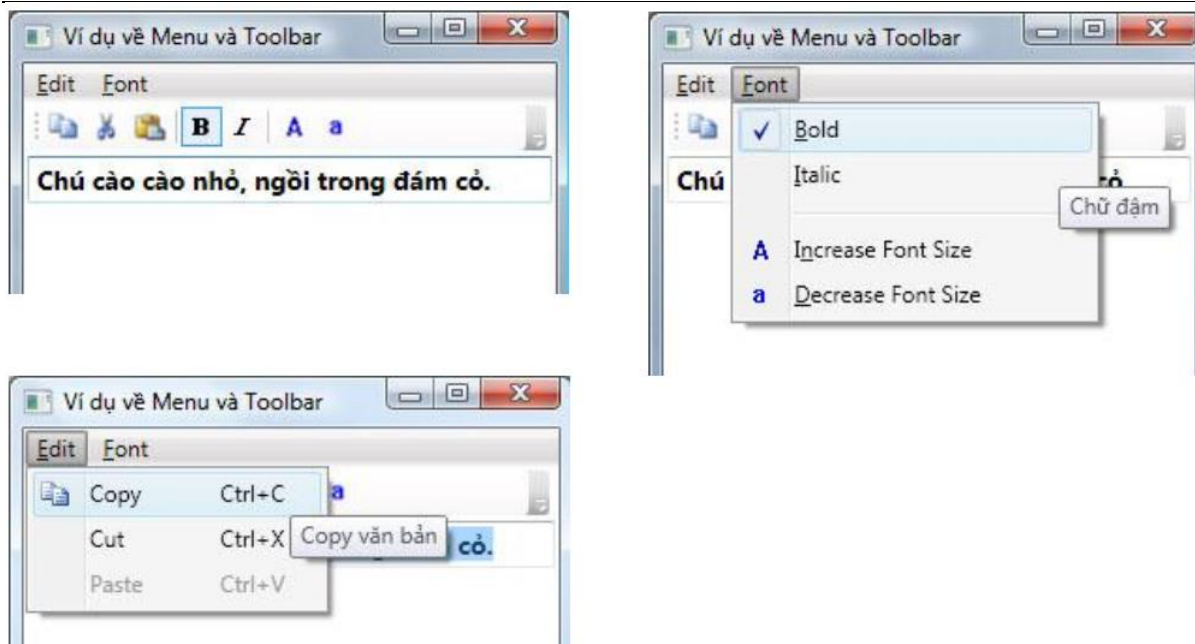 Ví dụ về Menu và Toolbar
Edit Font
B I A a
Chú cào cào nhỏ, ngồi trong đám cỏ.
Ví dụ về Menu và Toolbar
Edit Font
Bold
Chú Italic cỏ
Chữ đậm
A Increase Font Size
a Decrease Font Size
Ví dụ về Menu và Toolbar
Edit Font
Copy Ctrl+C a
Cut Ctrl+X Copy văn bản cỏ.
Paste Ctrl+V